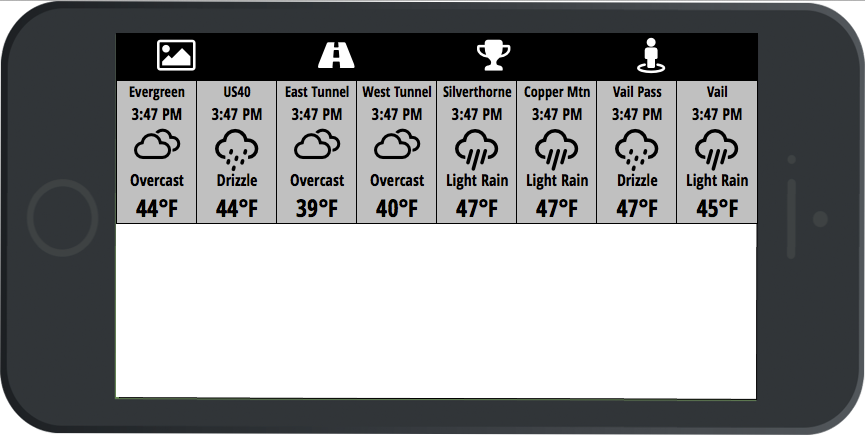 Evergreen US40 East Tunnel West Tunnel Silverthorne Copper Mtn Vail Pass Vail
3:47 PM 3:47 PM 3:47 PM 3:47 PM 3:47 PM 3:47 PM 3:47 PM 3:47 PM
Overcast Drizzle Overcast Overcast Light Rain Light Rain Drizzle Light Rain
44°F 44°F 39°F 40°F 47°F 47°F 47°F 45°F